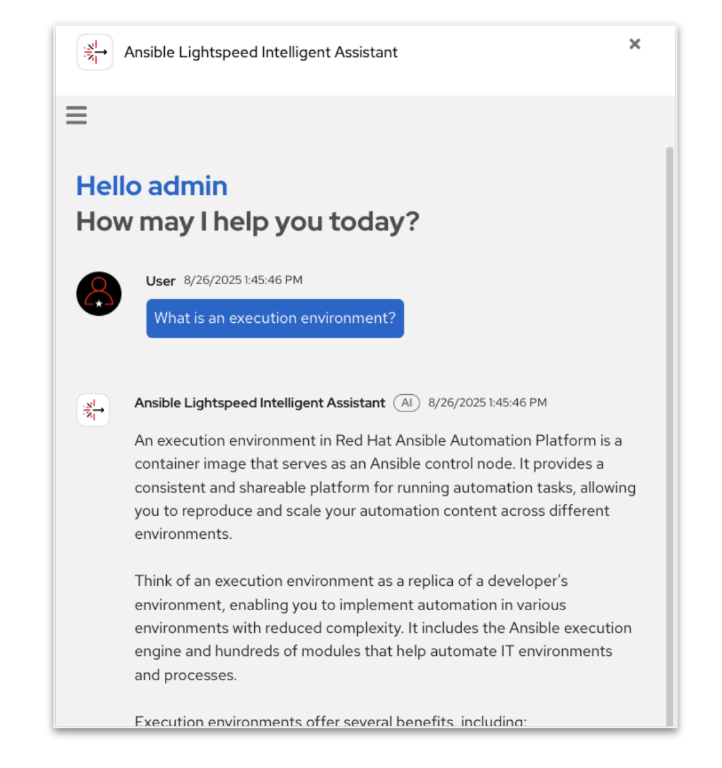 Ansible Lightspeed Intelligent Assistant
Hello admin
How may I help you today?
User 8/26/2025 1:45:46 PM
What is an execution environment?
Ansible Lightspeed Intelligent Assistant AI 8/26/2025 1:45:46 PM
An execution environment in Red Hat Ansible Automation Platform is a
container image that serves as an Ansible control node. It provides a
consistent and shareable platform for running automation tasks, allowing
you to reproduce and scale your automation content across different
environments.
Think of an execution environment as a replica of a developer's
environment, enabling you to implement automation in various
environments with reduced complexity. It includes the Ansible execution
engine and hundreds of modules that help automate IT environments
and processes.
Execution environments offer several benefits, including: